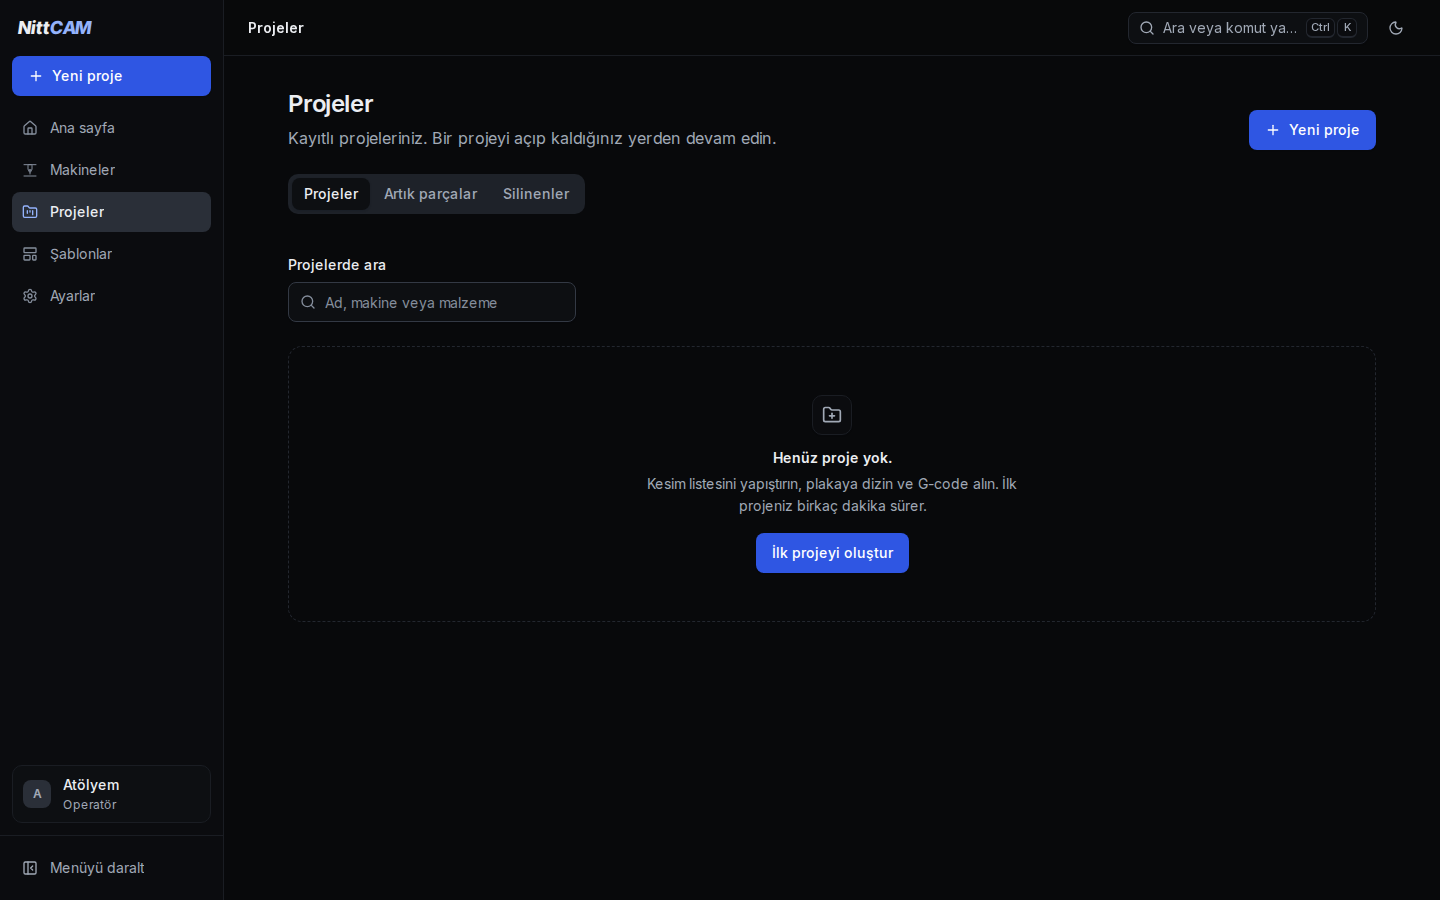 NittCAM
Yeni proje
Ana sayfa
Makineler
Projeler
Şablonlar
Ayarlar
Atölyem
A
Operatör
Menüyü daralt
Projeler
Ara veya komut ya...
Ctrl
K
Projeler
Kayıtlı projeleriniz. Bir projeyi açıp kaldığınız yerden devam edin.
Yeni proje
Projeler
Artık parçalar
Silinenler
Projelerde ara
Ad, makine veya malzeme
Henüz proje yok.
Kesim listesini yapıştırın, plakaya dizin ve G-code alın. İlk
projeniz birkaç dakika sürer.
İlk projeyi oluştur